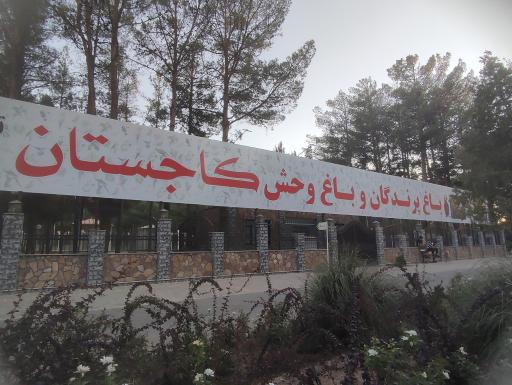 باغ پرندگان و باغ وحش کاجستان